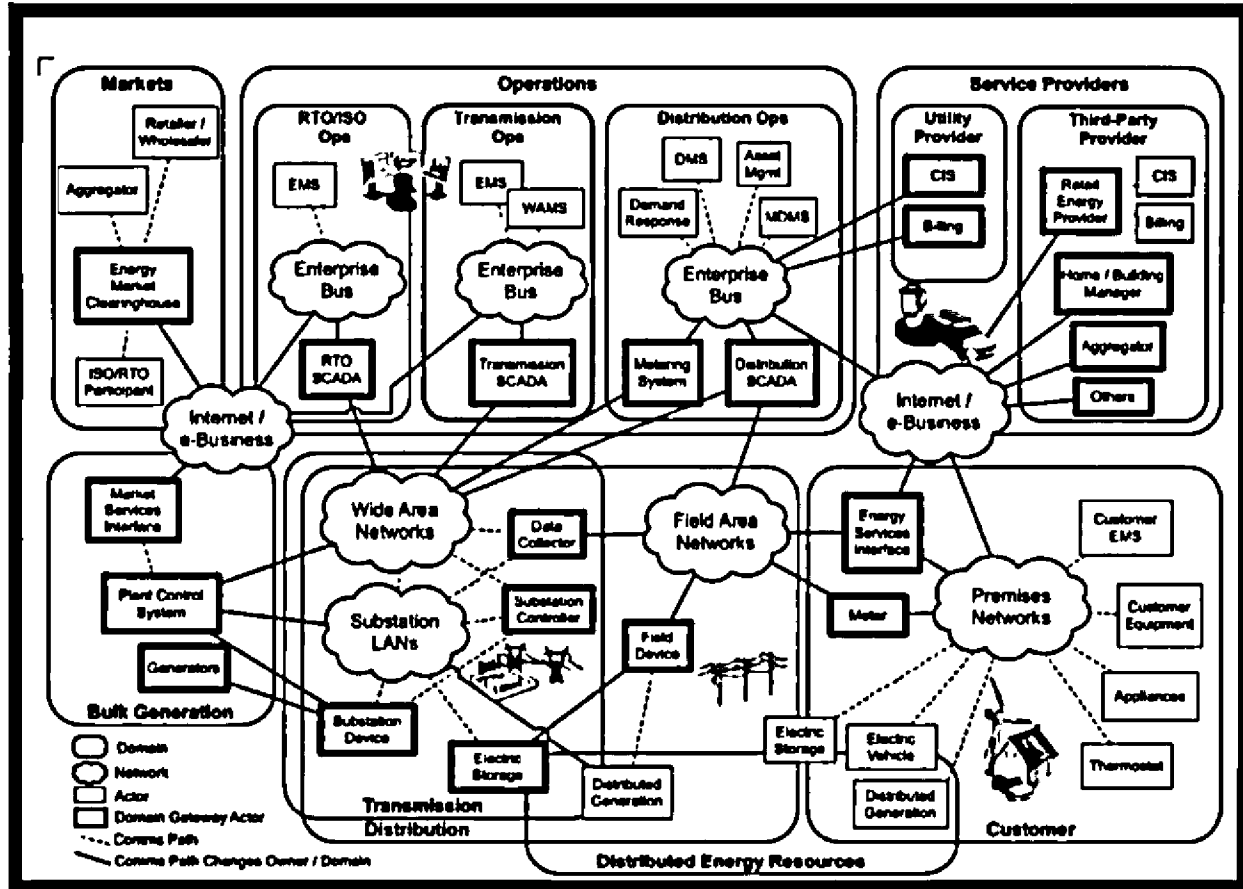 Markets
Retailer /
Wholesaler
Aggregator
Energy
Market
Clearinghouse
ISO/RTO
Participant
Internet /
e-Business
Operations
RTO/ISO
Ops
EMS
Enterprise
Bus
RTO
SCADA
Transmission
Ops
EMS
WAMS
Enterprise
Bus
Transmission
SCADA
Distribution Ops
DMS
Asset
Mgmt
Demand
Response
MDMS
Enterprise
Bus
Metering
System
Distribution
SCADA
Service Providers
Utility
Provider
CIS
Billing
Third-Party
Provider
Retail
Energy
Provider
CIS
Billing
Home / Building
Manager
Aggregator
Others
Internet /
e-Business
Market
Services
Interface
Plant Control
System
Generators
Bulk Generation
Wide Area
Networks
Substation
LANs
Data
Collector
Substation
Controller
Substation
Device
Electric
Storage
Transmission
Distribution
Field Area
Networks
Field
Device
Distributed
Generation
Electric
Storage
Distributed Energy Resources
Energy
Services
Interface
Meter
Premises
Networks
Customer
EMS
Customer
Equipment
Appliances
Thermostat
Electric
Vehicle
Distributed
Generation
Customer
Domain
Network
Actor
Domain Gateway Actor
Comms Path
Comms Path Changes Owner / Domain